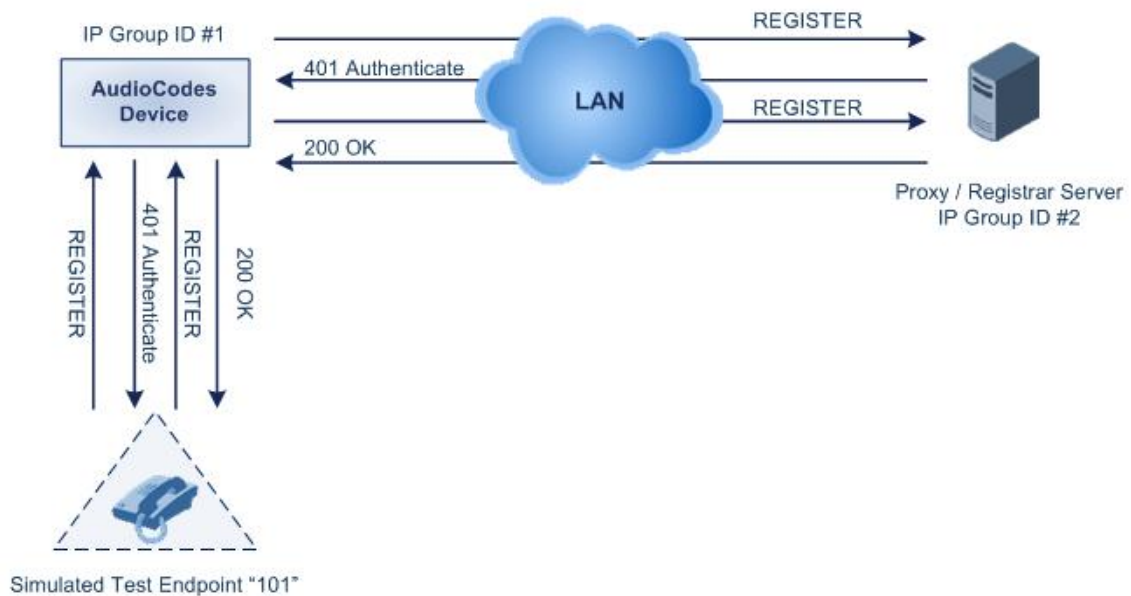 IP Group ID #1
REGISTER
401 Authenticate
AudioCodes
Device
LAN
REGISTER
200 OK
Proxy / Registrar Server
IP Group ID #2
REGISTER
401 Authenticate
REGISTER
200 OK
Simulated Test Endpoint "101"